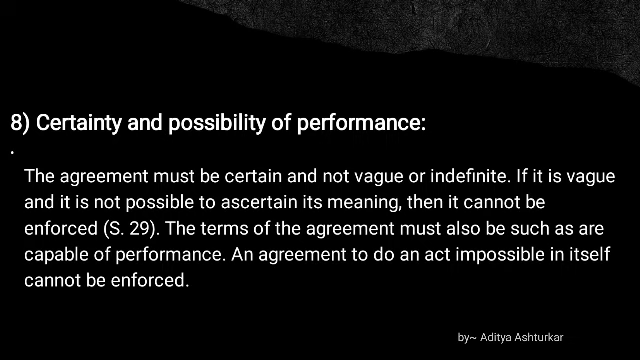 8) Certainty and possibility of performance:
.
The agreement must be certain and not vague or indefinite. If it is vague
and it is not possible to ascertain its meaning, then it cannot be
enforced (S. 29). The terms of the agreement must also be such as are
capable of performance. An agreement to do an act impossible in itself
cannot be enforced.
by~ Aditya Ashturkar